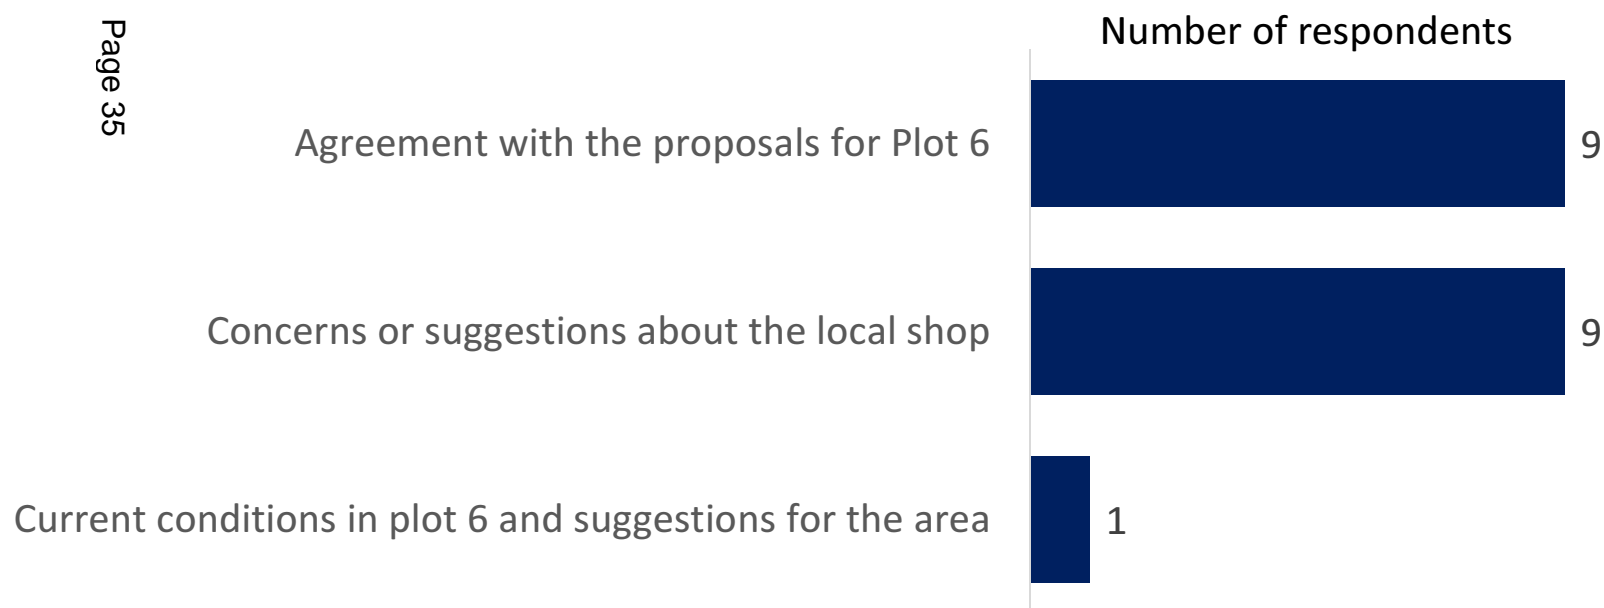 Page 35
Number of respondents
Agreement with the proposals for Plot 6
9
Concerns or suggestions about the local shop
9
Current conditions in plot 6 and suggestions for the area
1